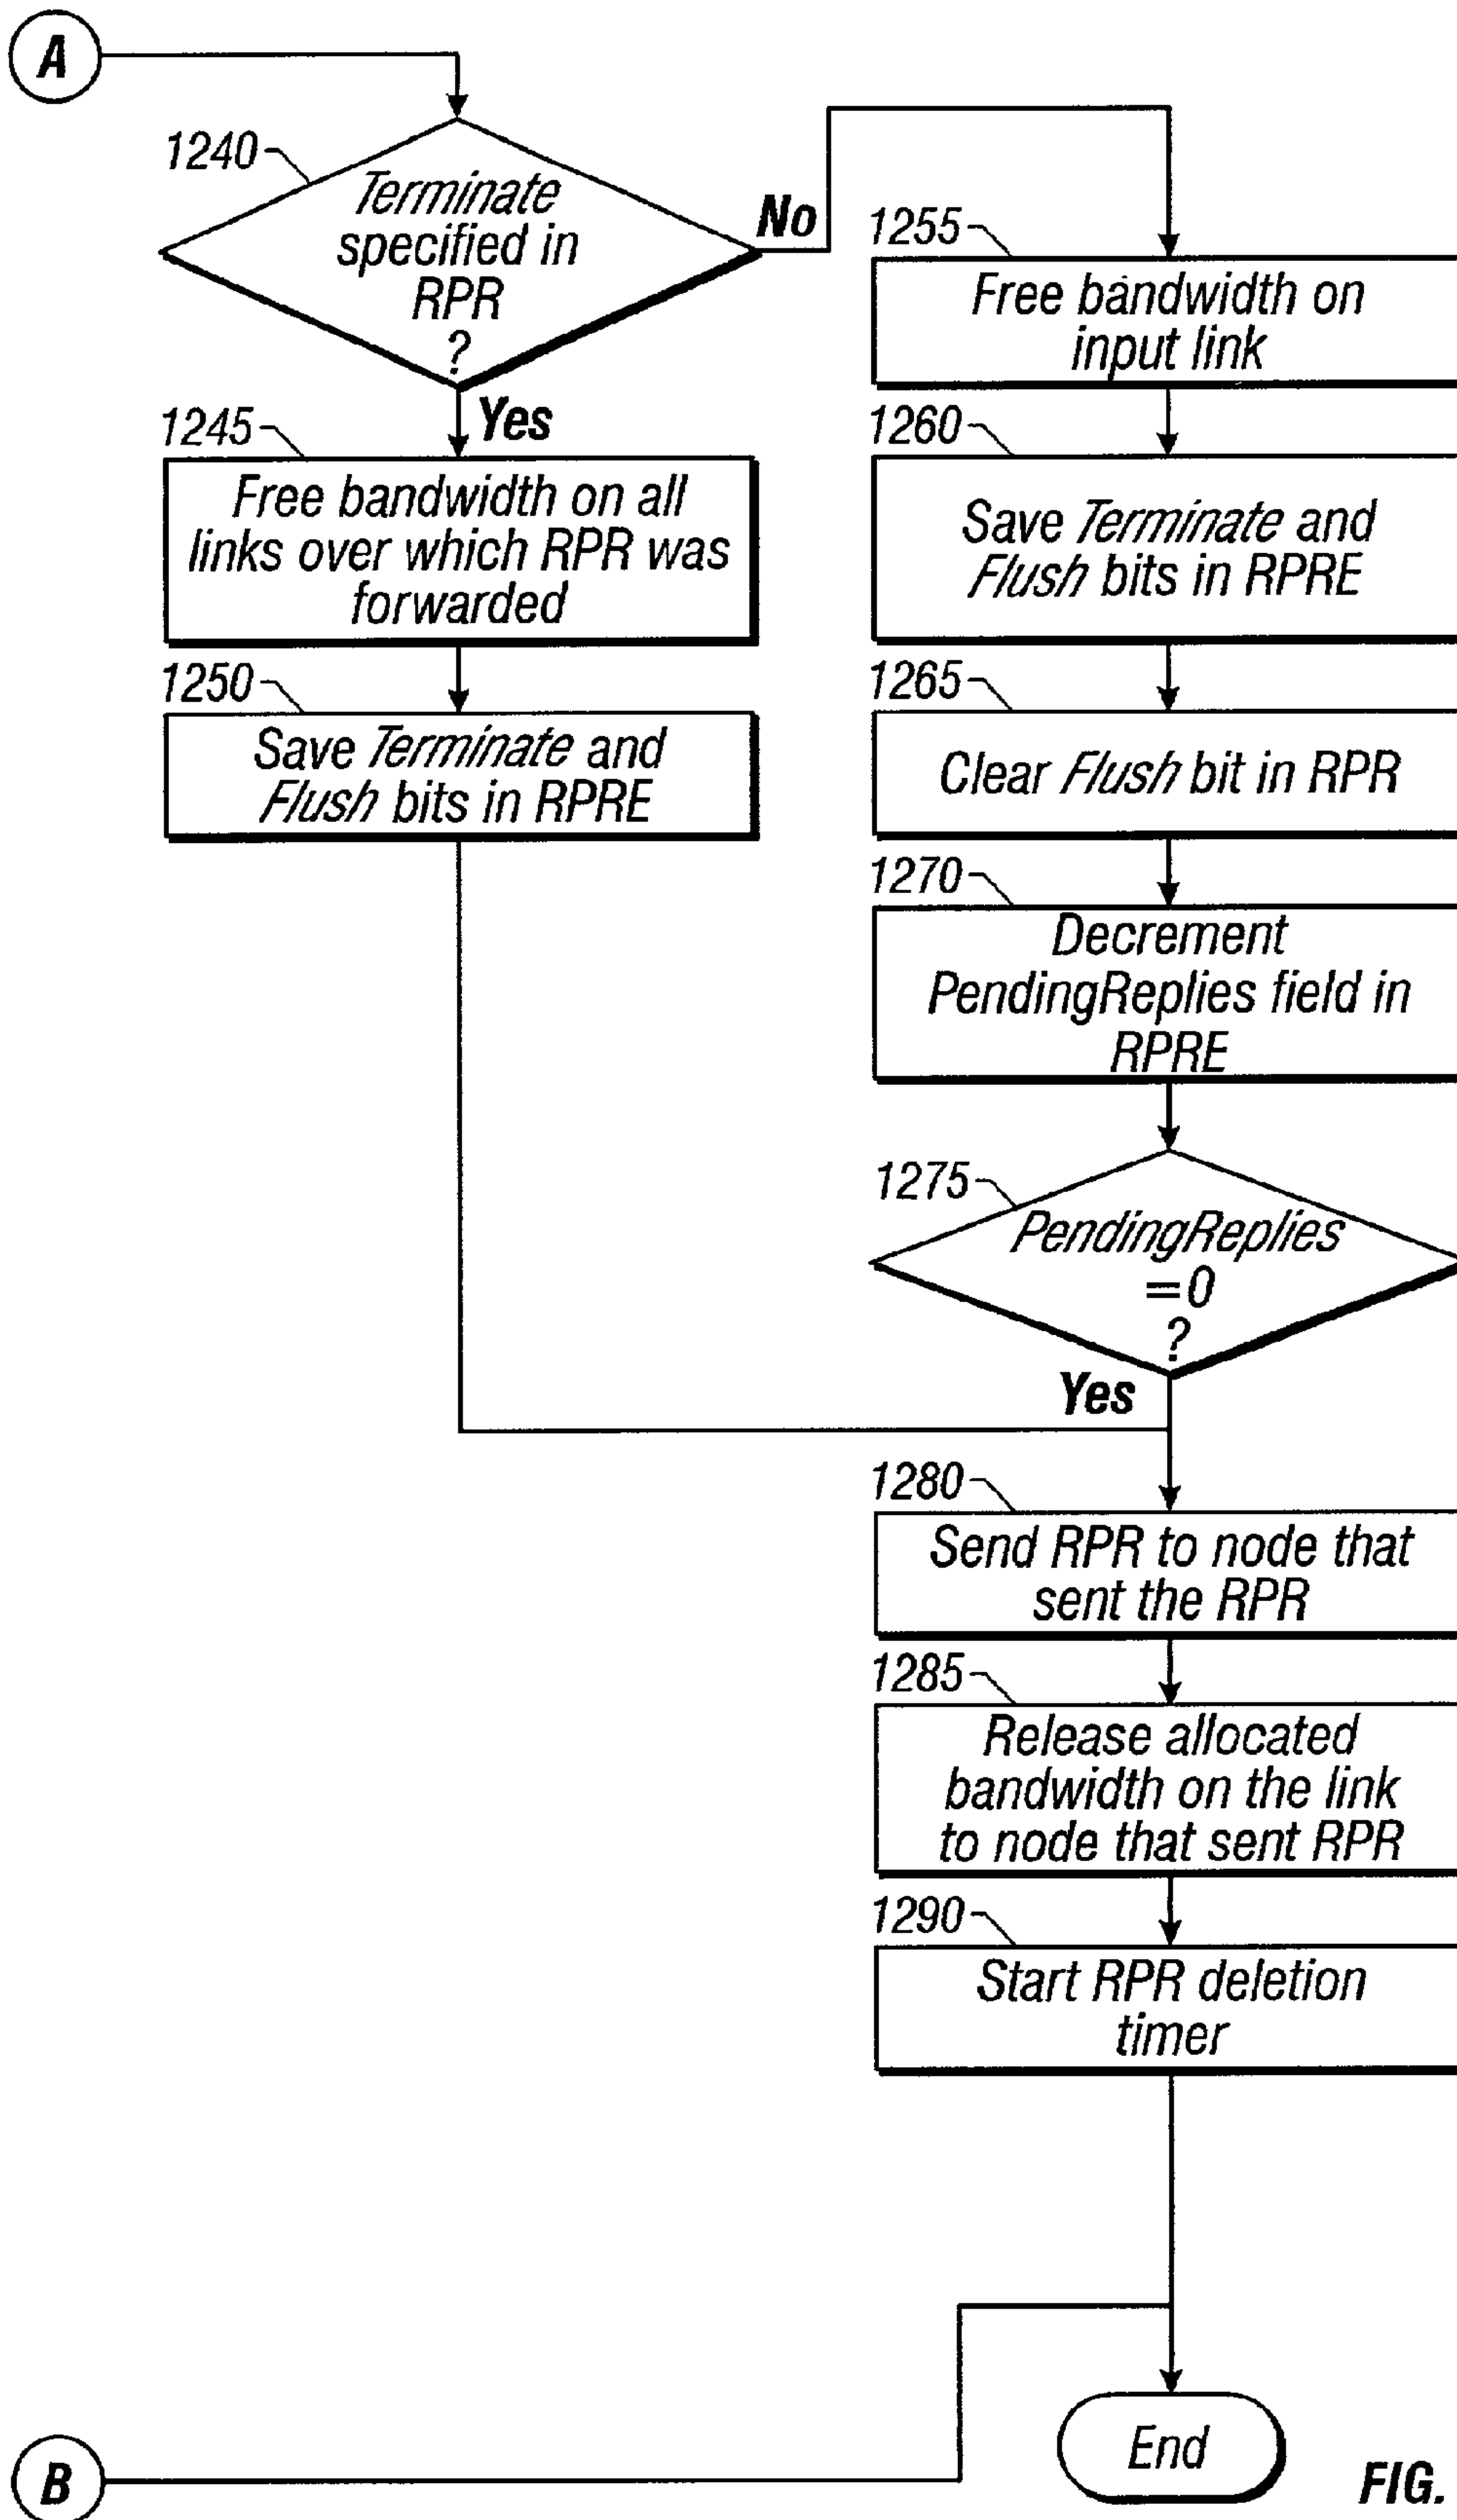 A
1240
Terminate
specified in
RPR
?
No
Yes
1245
Free bandwidth on all
links over which RPR was
forwarded
1250
Save Terminate and
Flush bits in RPRE
1255
Free bandwidth on
input link
1260
Save Terminate and
Flush bits in RPRE
1265
Clear Flush bit in RPR
1270
Decrement
PendingReplies field in
RPRE
1275
PendingReplies
=0
?
Yes
1280
Send RPR to node that
sent the RPR
1285
Release allocated
bandwidth on the link
to node that sent RPR
1290
Start RPR deletion
timer
End
B
FIG.